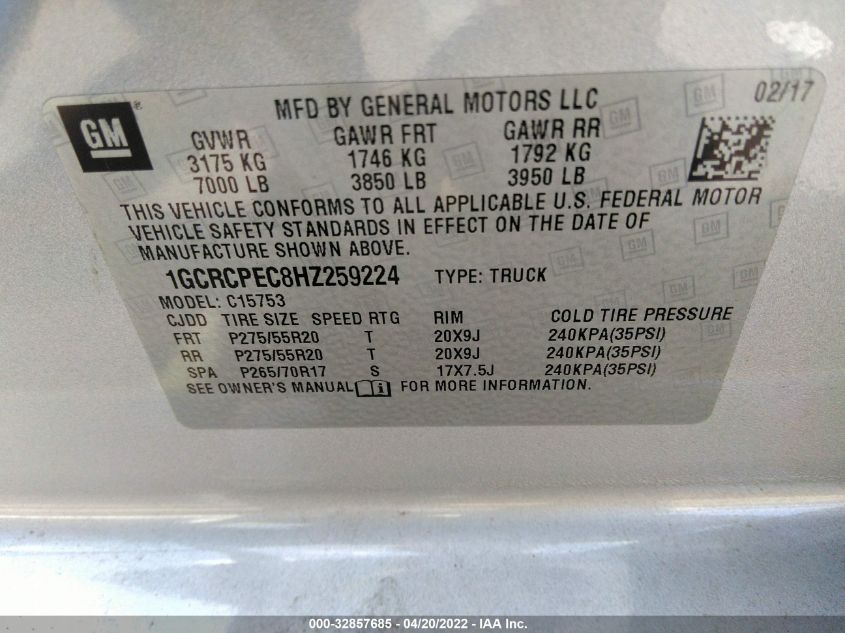 GM ®
MFD BY GENERAL MOTORS LLC 02/17
GVWR GAWR FRT GAWR RR
3175 KG 1746 KG 1792 KG
7000 LB 3850 LB 3950 LB
THIS VEHICLE CONFORMS TO ALL APPLICABLE U.S. FEDERAL MOTOR
VEHICLE SAFETY STANDARDS IN EFFECT ON THE DATE OF
MANUFACTURE SHOWN ABOVE.
1GCRCPEC8HZ259224 TYPE: TRUCK
MODEL: C15753
CJDD TIRE SIZE SPEED RTG RIM COLD TIRE PRESSURE
FRT P275/55R20 T 20X9J 240KPA(35PSI)
RR P275/55R20 T 20X9J 240KPA(35PSI)
SPA P265/70R17 S 17X7.5J 240KPA(35PSI)
SEE OWNER'S MANUAL FOR MORE INFORMATION.
000-32857685 - 04/20/2022 - IAA Inc.